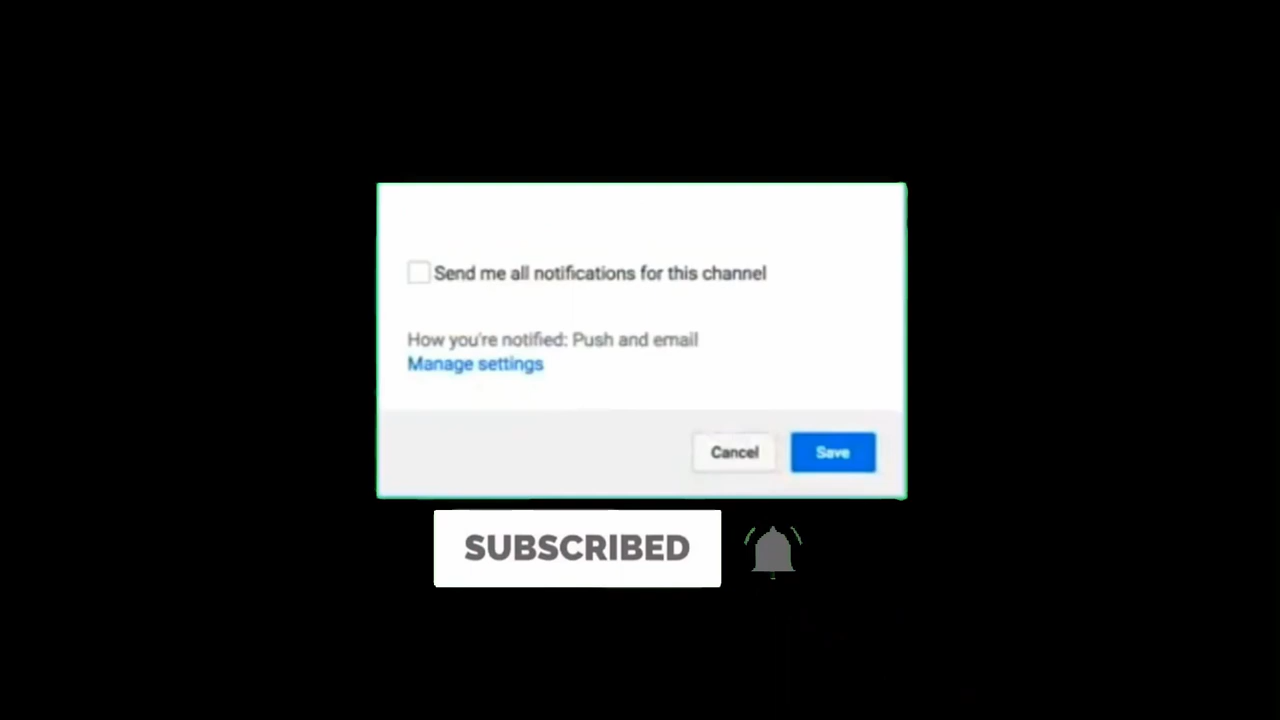 Send me all notifications for this channel
How you're notified: Push and email
Manage settings
Cancel Save
SUBSCRIBED